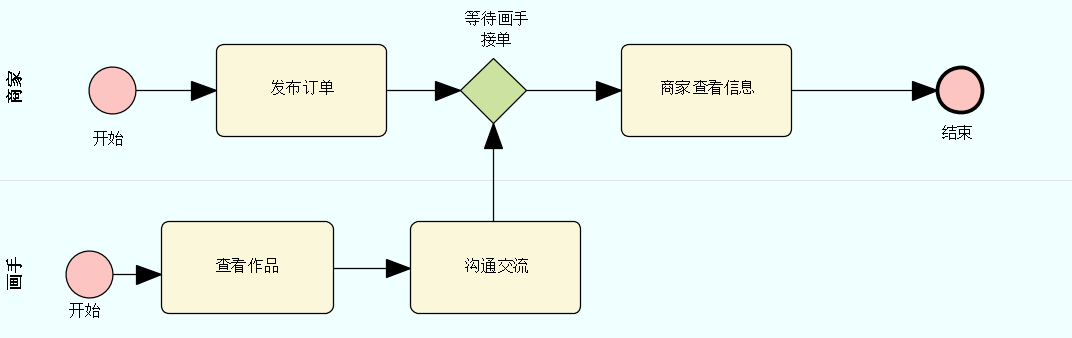 商家
开始
发布订单
等待画手
接单
商家查看信息
结束
画手
开始
查看作品
沟通交流